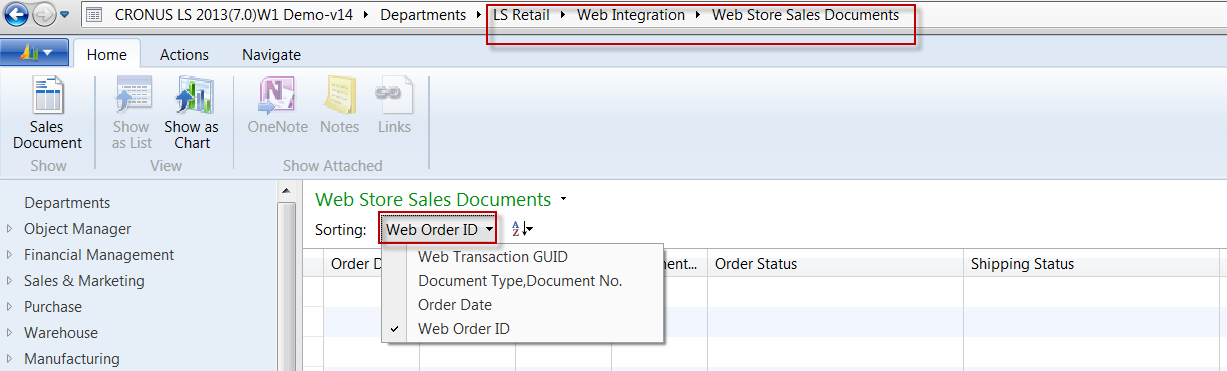 CRONUS LS 2013(7.0)W1 Demo-v14 Departments LS Retail Web Integration Web Store Sales Documents
Home Actions Navigate
Sales Document
Show as List
Show as Chart
OneNote
Notes
Links
Show View Show Attached
Departments
Object Manager
Financial Management
Sales & Marketing
Purchase
Warehouse
Manufacturing
Web Store Sales Documents
Sorting: Web Order ID
Web Transaction GUID
Document Type,Document No.
Order Date
Web Order ID
Order D ment... Order Status Shipping Status